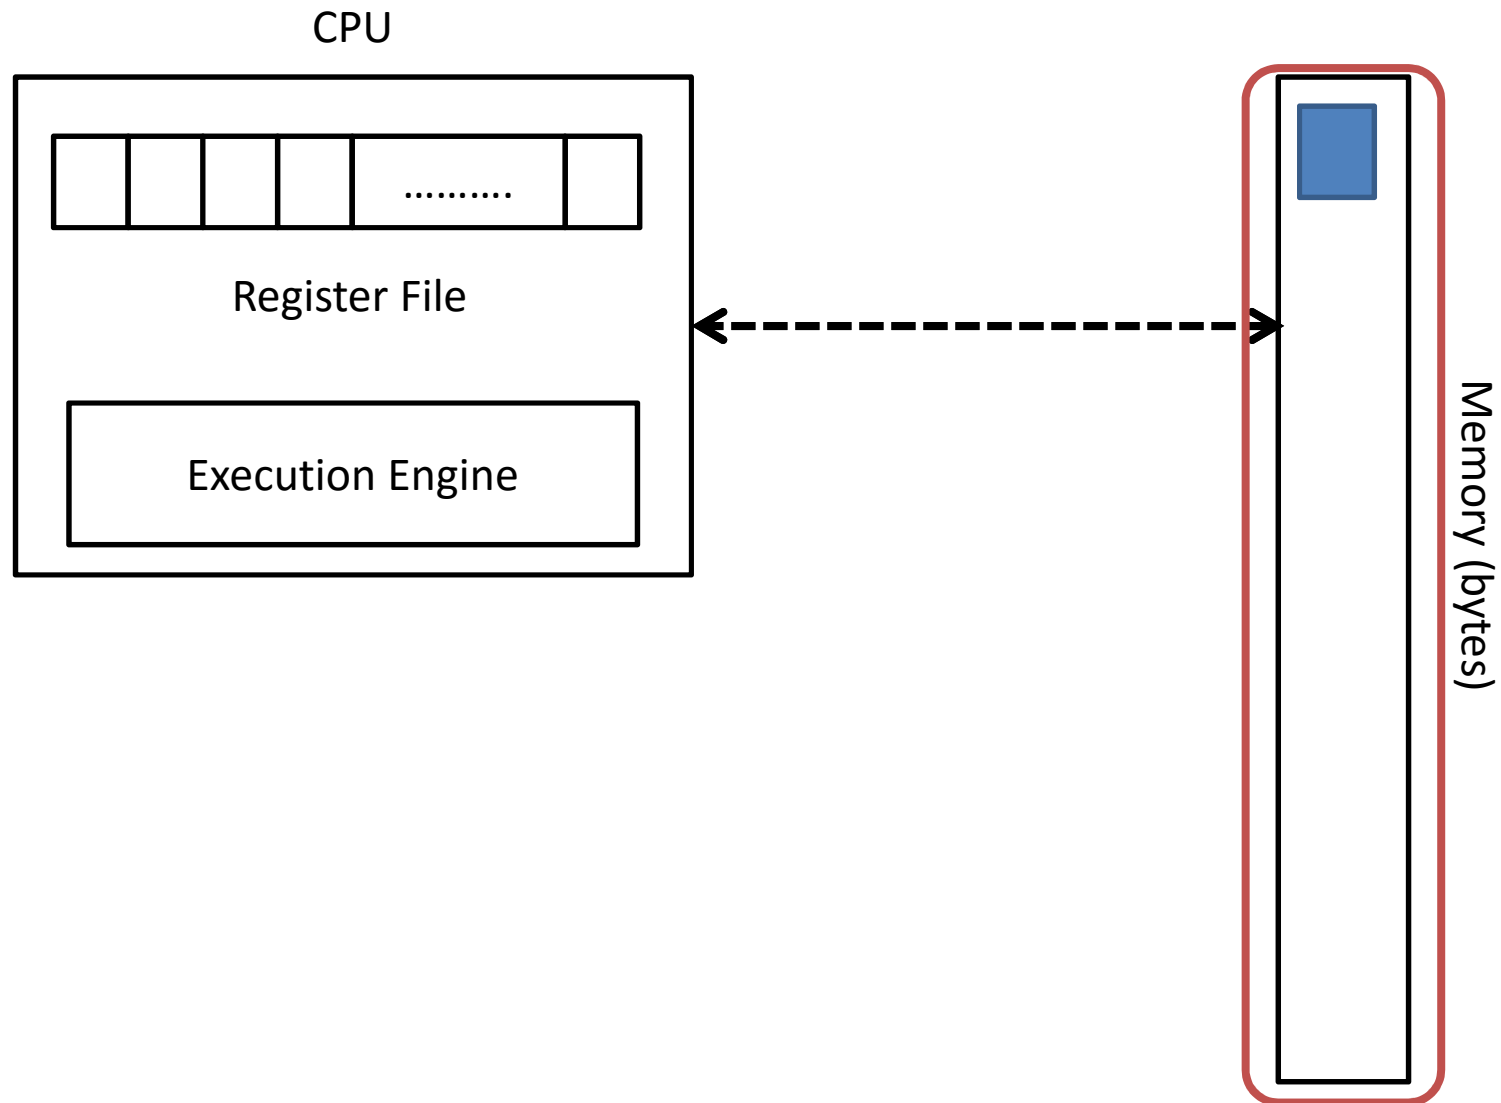 CPU
……….
Register File
Execution Engine
Memory (bytes)